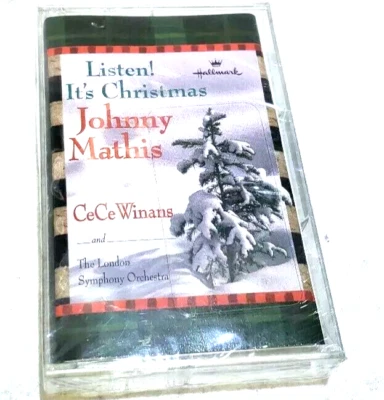 Listen!
Hallmark
It's Christmas
Johnny
Mathis
CeCe Winans
and
The London
Symphony Orchestra